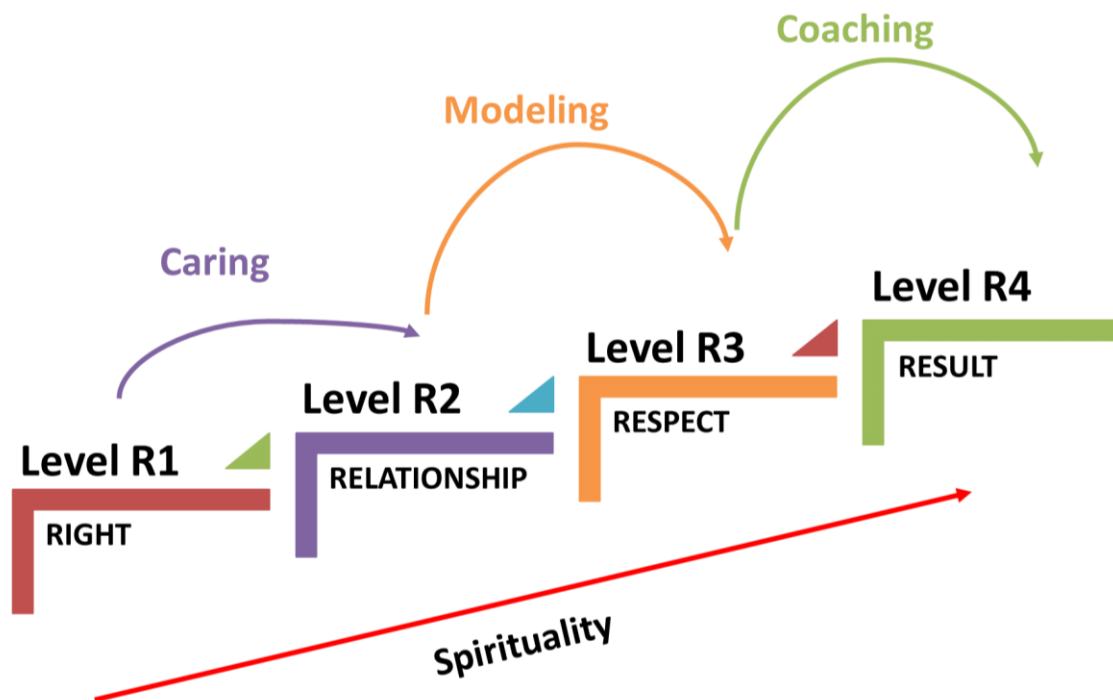 Coaching
Modeling
Caring
Level R4
RESULT
Level R3
RESPECT
Level R2
RELATIONSHIP
Level R1
RIGHT
Spirituality